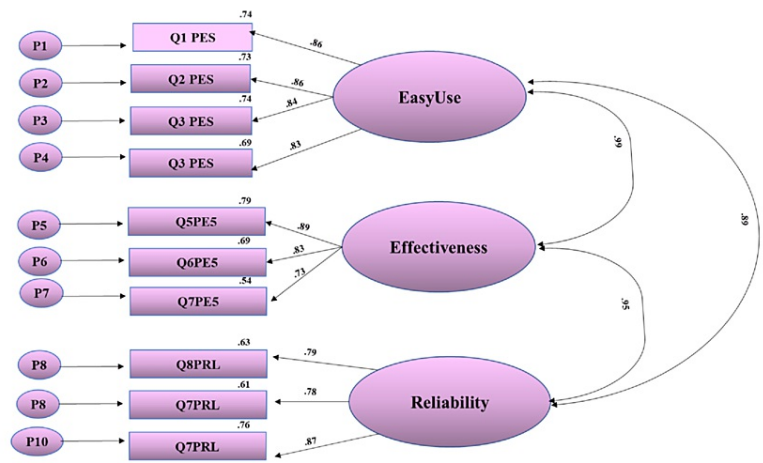 .74
P1
Q1 PES
.86
.73
P2
Q2 PES
.86
EasyUse
.74
P3
Q3 PES
.84
.69
P4
Q3 PES
.83
.99
.79
P5
Q5PE5
.89
.69
P6
Q6PE5
.83
Effectiveness
.54
P7
Q7PE5
.73
.89
.95
.63
P8
Q8PRL
.79
.61
P8
Q7PRL
.78
Reliability
.76
P10
Q7PRL
.87